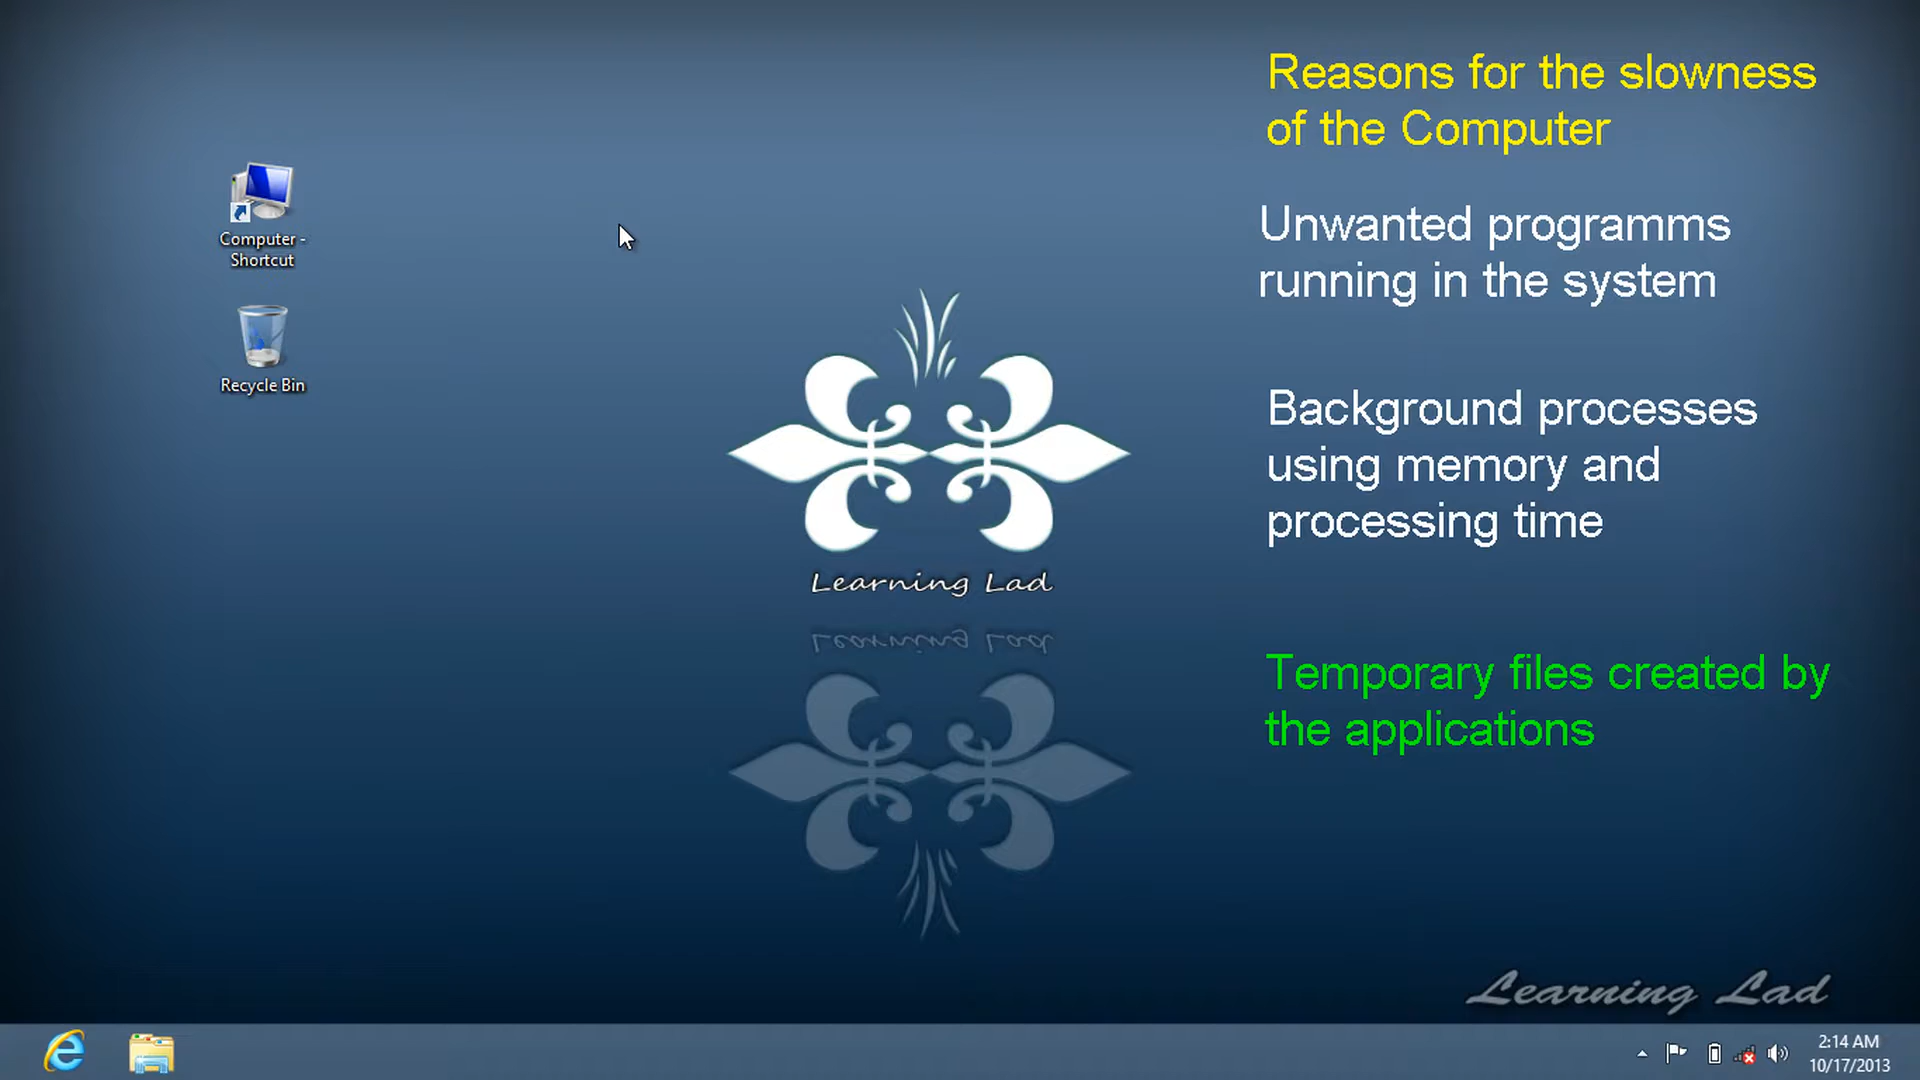 Reasons for the slowness
of the Computer
Unwanted programms
running in the system
Background processes
using memory and
processing time
Temporary files created by
the applications
Computer -
Shortcut
Recycle Bin
Learning Lad
Learning Lad
Learning Lad
2:14 AM
10/17/2013